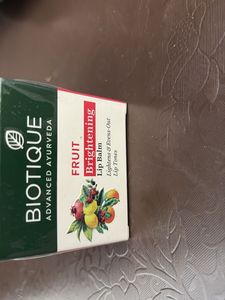 BIOTIQUE
ADVANCED AYURVEDA
FRUIT
Brightening
Lip Balm
Lightens & Evens-Out
Lip Tones